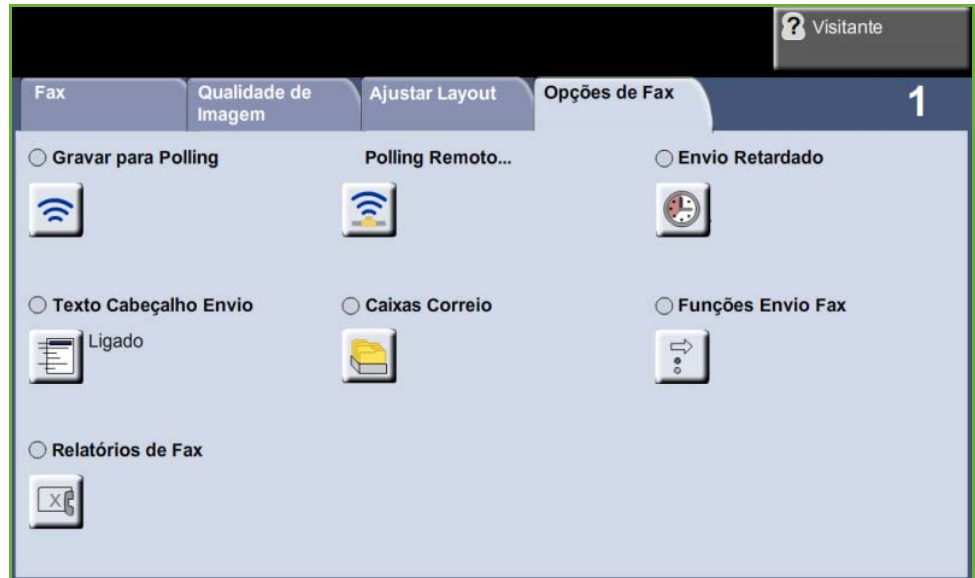 Visitante
Fax
Qualidade de
Imagem
Ajustar Layout
Opções de Fax
1
Gravar para Polling
Polling Remoto...
Envio Retardado
Texto Cabeçalho Envio
Ligado
Caixas Correio
Funções Envio Fax
Relatórios de Fax
X